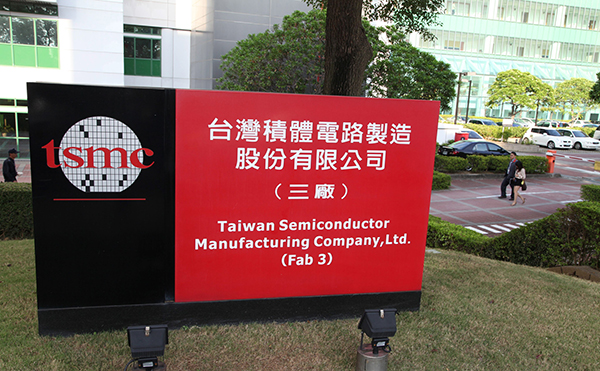 tsmc
台灣積體電路製造
股份有限公司
（三廠）
Taiwan Semiconductor
Manufacturing Company,Ltd.
(Fab 3)